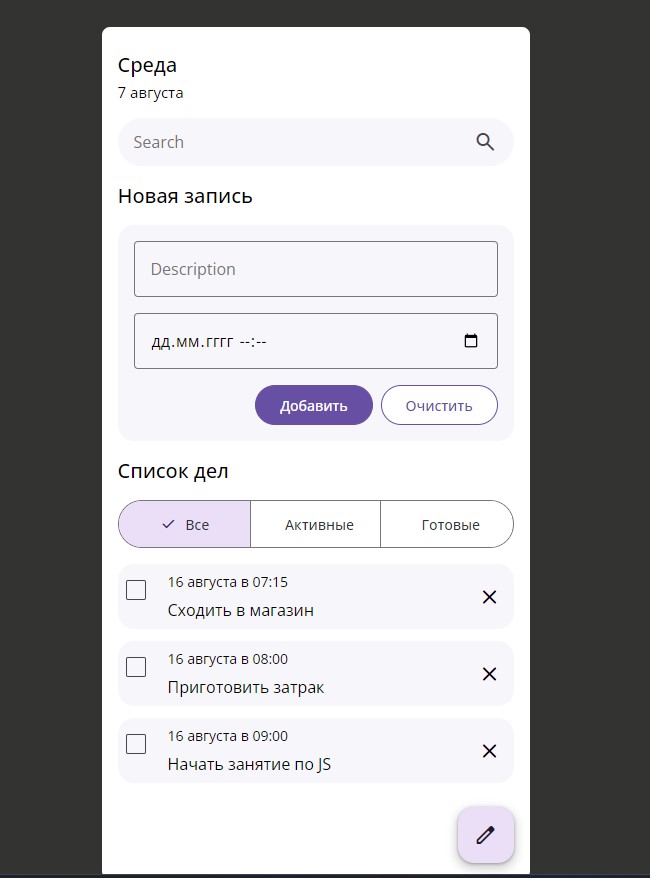 Среда
7 августа
Search
Новая запись
Description
дд.мм.гггг --:--
Добавить Очистить
Список дел
Все Активные Готовые
16 августа в 07:15
Сходить в магазин
16 августа в 08:00
Приготовить затрак
16 августа в 09:00
Начать занятие по JS